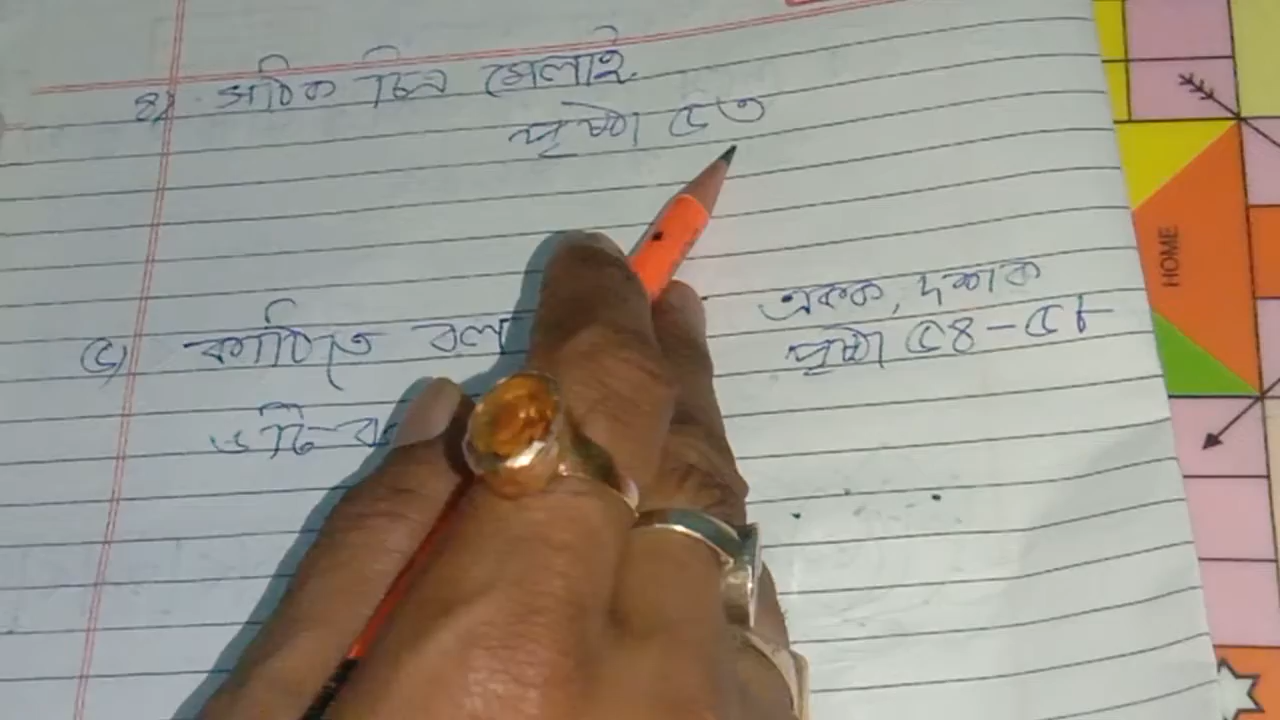 ৪) সঠিক চিত্র মেলাই
পৃষ্ঠা ৫৩
একক, দশক
৫) কাঠিতে বল
পৃষ্ঠা ৫৪-৫৮
ও
HOME